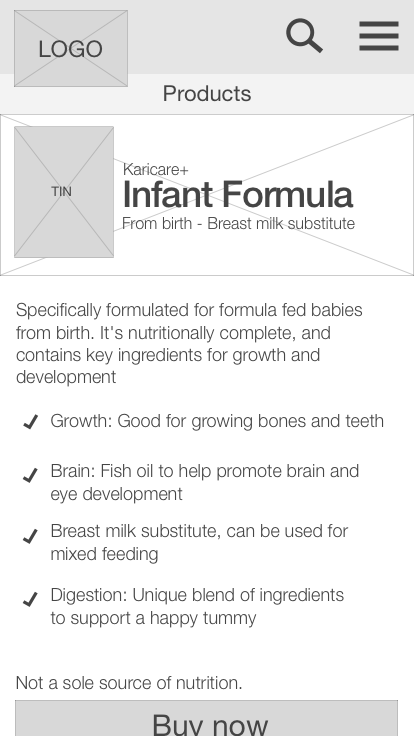 LOGO
Products
TIN
Karicare+
Infant Formula
From birth - Breast milk substitute
Specifically formulated for formula fed babies
from birth. It's nutritionally complete, and
contains key ingredients for growth and
development
Growth: Good for growing bones and teeth
Brain: Fish oil to help promote brain and
eye development
Breast milk substitute, can be used for
mixed feeding
Digestion: Unique blend of ingredients
to support a happy tummy
Not a sole source of nutrition.
Buy now